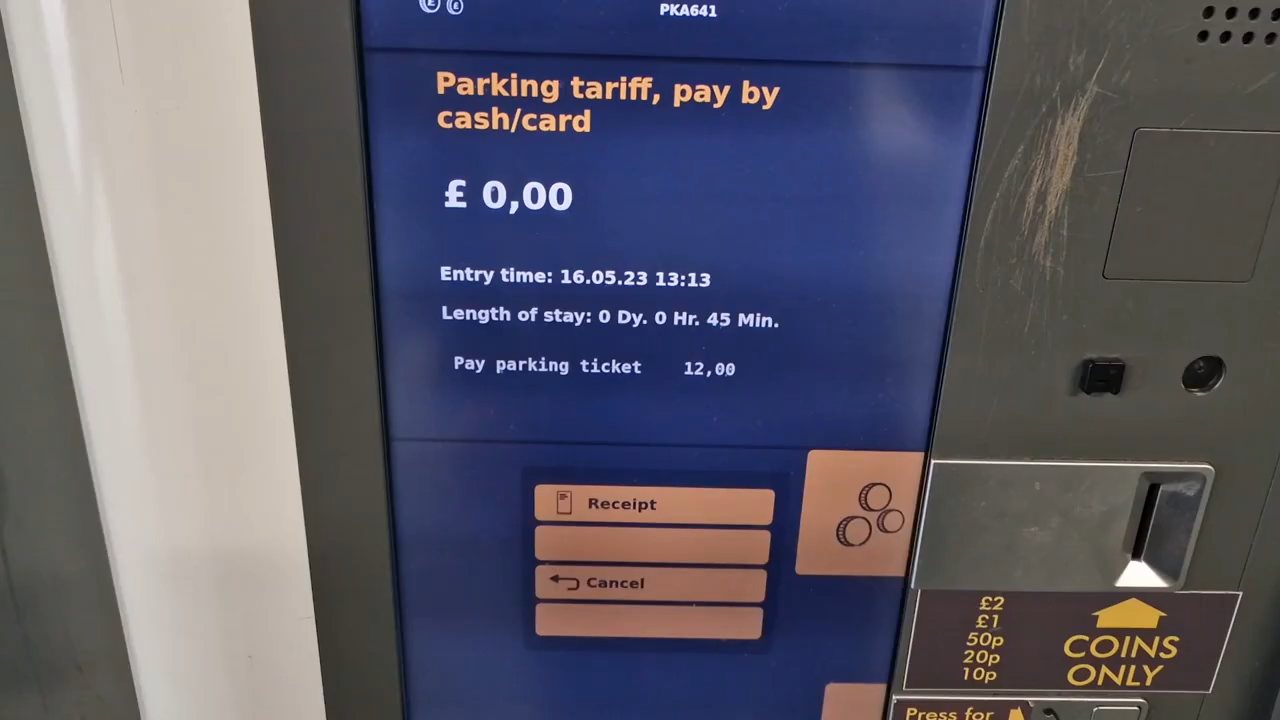 PKA641
Parking tariff, pay by
cash/card
£ 0,00
Entry time: 16.05.23 13:13
Length of stay: 0 Dy. 0 Hr. 45 Min.
Pay parking ticket 12,00
Receipt
Cancel
£2
£1
50p
20p
10p
COINS
ONLY
Press for